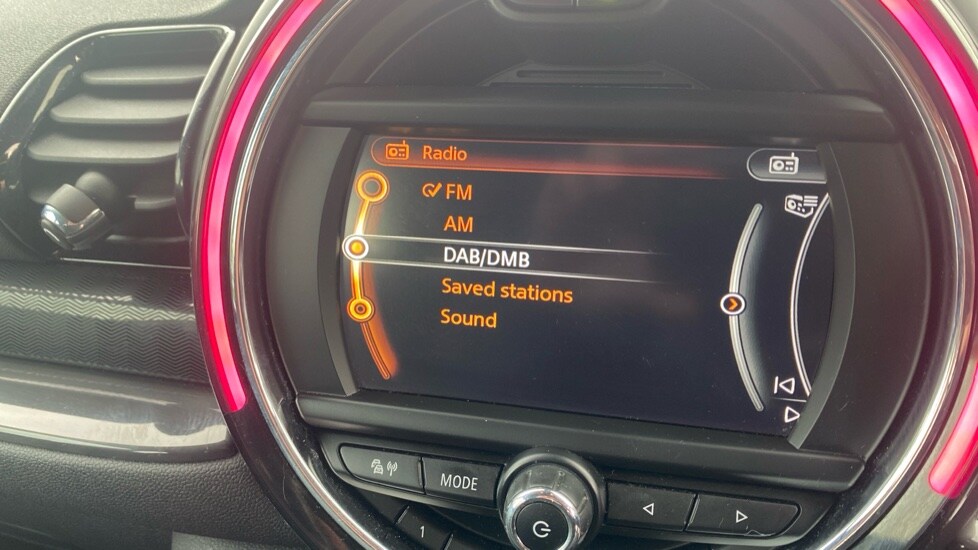 Radio
FM
AM
DAB/DMB
Saved stations
Sound
MODE
1